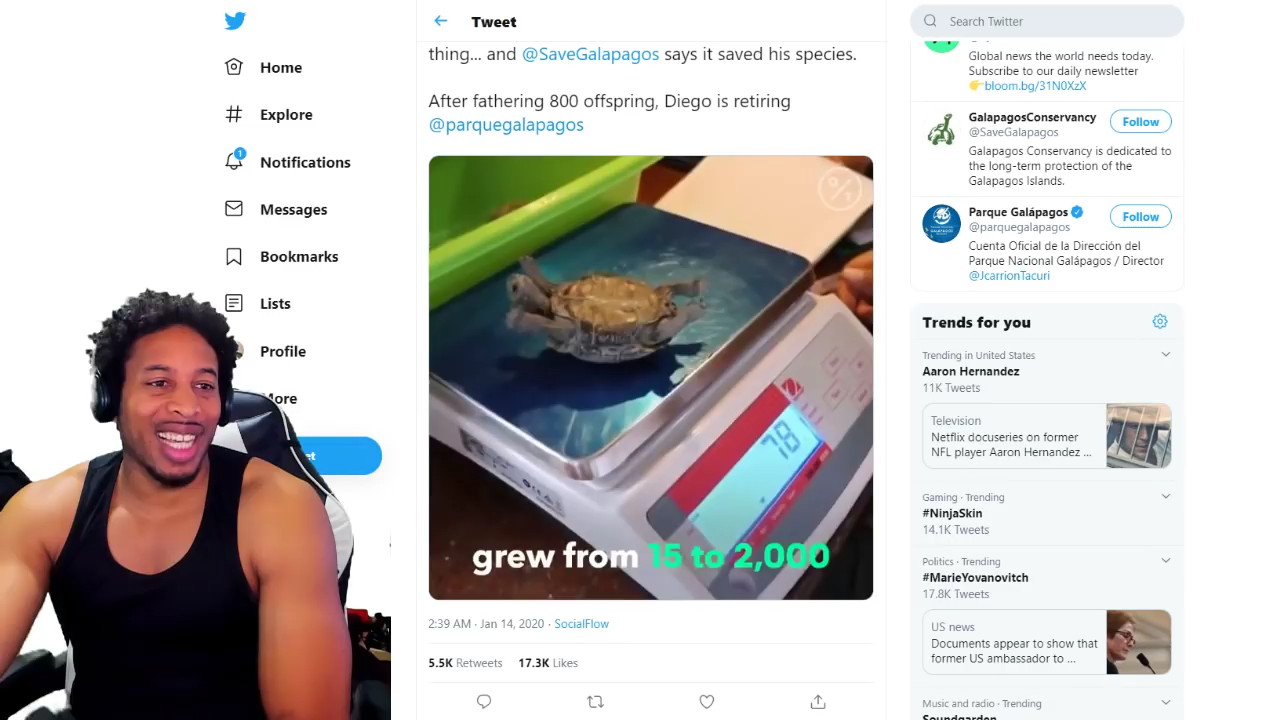 Home
Explore
1
Notifications
Messages
Bookmarks
Lists
Profile
More
et
Tweet
thing... and @SaveGalapagos says it saved his species.
After fathering 800 offspring, Diego is retiring
@parquegalapagos
78
grew from 15 to 2,000
2:39 AM · Jan 14, 2020 · SocialFlow
5.5K Retweets 17.3K Likes
Search Twitter
Global news the world needs today.
Subscribe to our daily newsletter
👉bloom.bg/31N0XzX
GalapagosConservancy
@SaveGalapagos
Follow
Galapagos Conservancy is dedicated to
the long-term protection of the
Galapagos Islands.
Parque Galápagos
@parquegalapagos
Follow
Cuenta Oficial de la Dirección del
Parque Nacional Galápagos / Director
@JcarrionTacuri
Trends for you
Trending in United States
Aaron Hernandez
11K Tweets
Television
Netflix docuseries on former
NFL player Aaron Hernandez ...
Gaming · Trending
#NinjaSkin
14.1K Tweets
Politics · Trending
#MarieYovanovitch
17.8K Tweets
US news
Documents appear to show that
former US ambassador to ...
Music and radio · Trending
Soundgarden